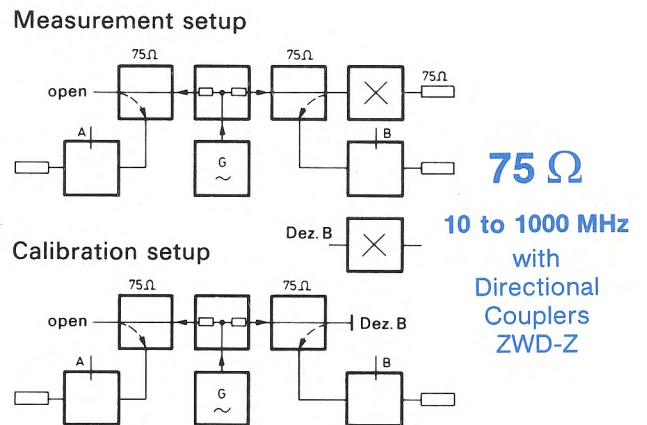 Measurement setup
75Ω 75Ω
open 75Ω
A B
G
~
75 Ω
Dez. B
10 to 1000 MHz
Calibration setup
with
Directional
Couplers
ZWD-Z
75Ω 75Ω
open Dez. B
A B
G
~